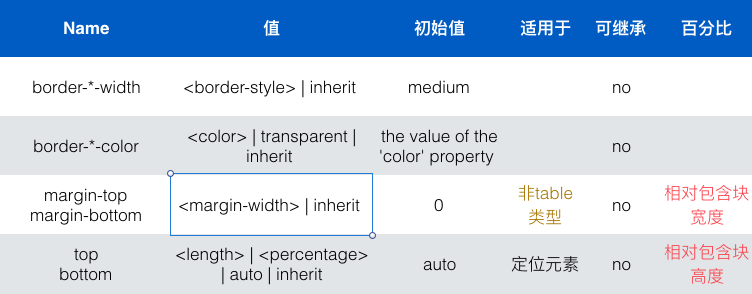 Name 值 初始值 适用于 可继承 百分比
border-*-width <border-style> | inherit medium no
border-*-color <color> | transparent | inherit the value of the 'color' property no
margin-top margin-bottom <margin-width> | inherit 0 非table 类型 no 相对包含块 宽度
top bottom <length> | <percentage> | auto | inherit auto 定位元素 no 相对包含块 高度